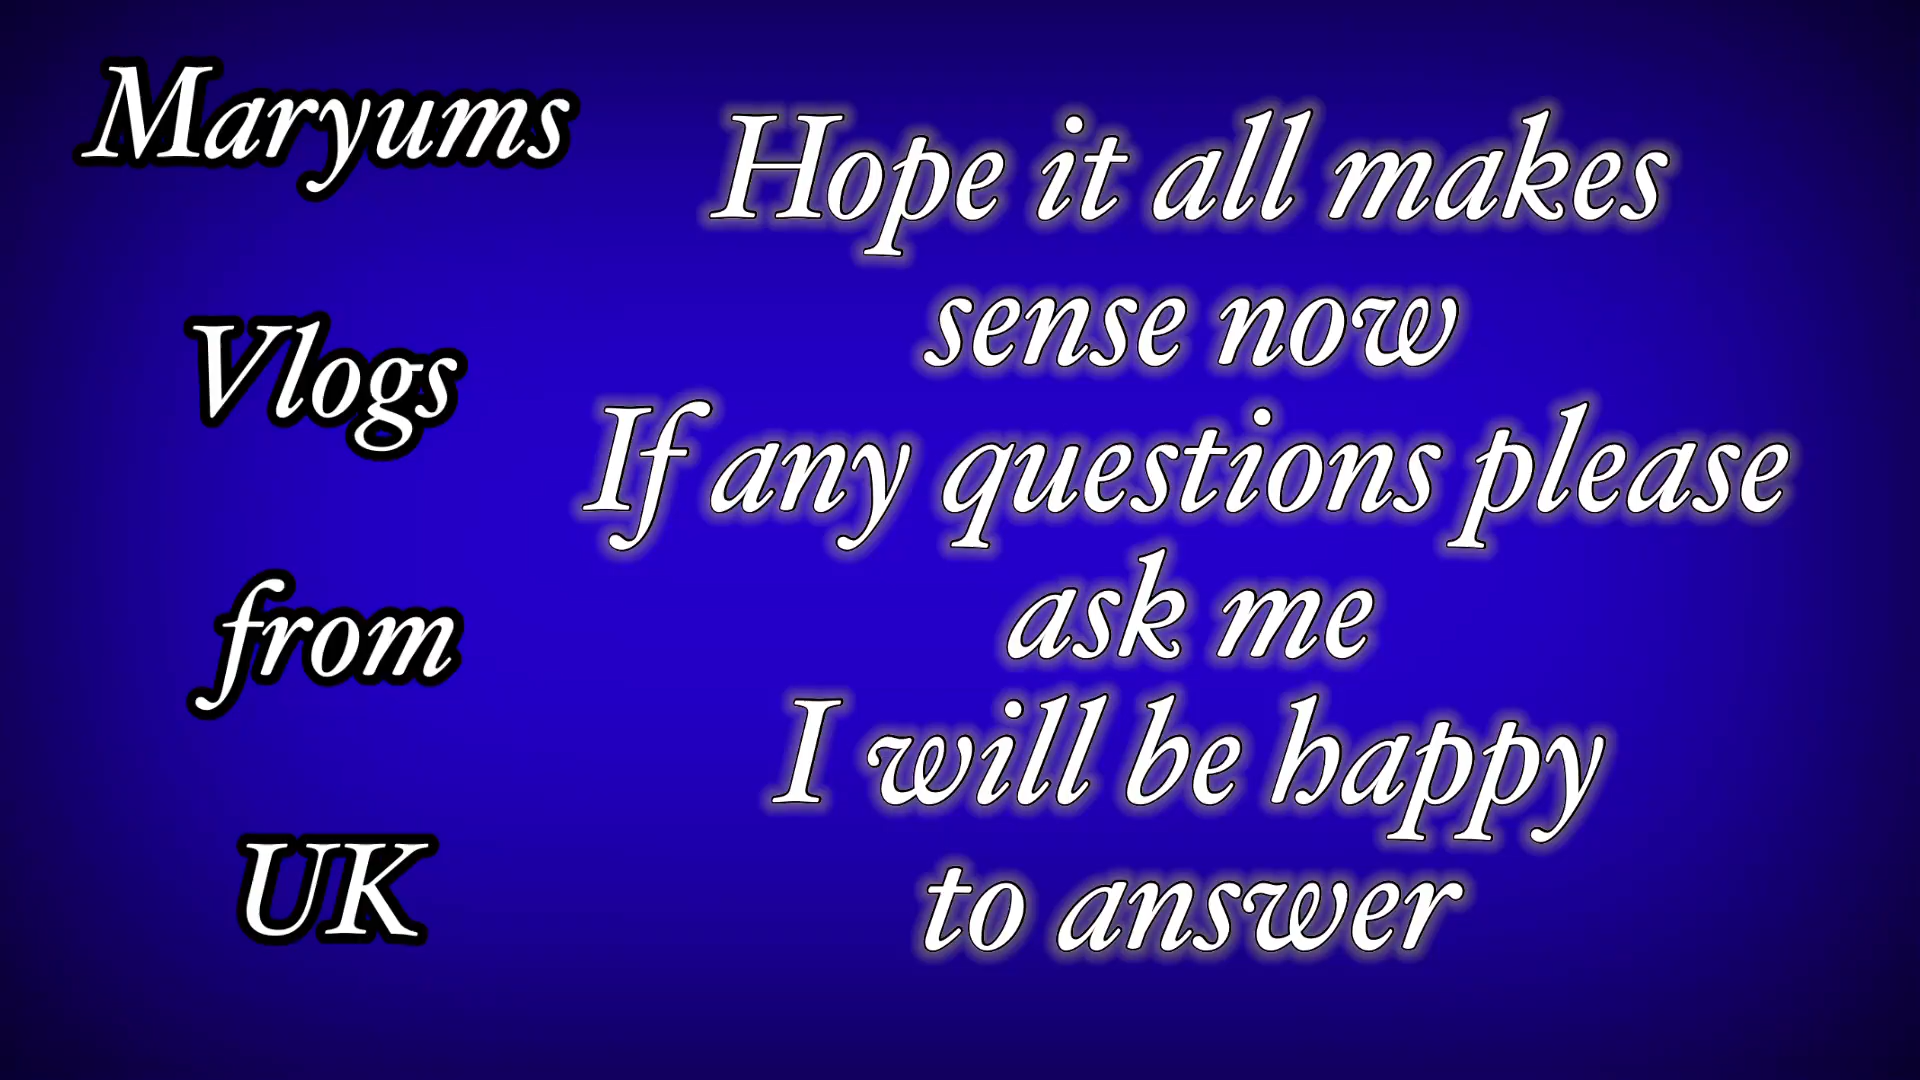 Maryums
Vlogs
from
UK
Hope it all makes
sense now
If any questions please
ask me
I will be happy
to answer